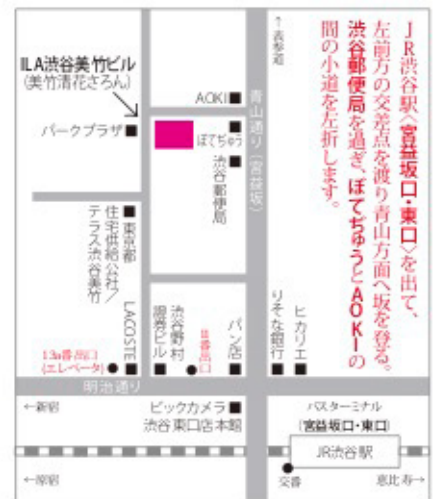 JR渋谷駅〈宮益坂口・東口〉を出て、
左前方の交差点を渡り青山方面へ坂を登る。
渋谷郵便局を過ぎ、ぼてぢゅうとAOKIの
間の小道を左折します。
↑表参道
ILA渋谷美竹ビル
(美竹清花さろん)
AOKI
パークプラザ
ぼてぢゅう
渋谷郵便局
青山通り(宮益坂)
東京都
住宅供給公社/
テラス渋谷美竹
LACOSTE
渋谷野村
證券ビル
11番出口
パン店
りそな銀行
ヒカリエ
13a番出口
(エレベータ)
明治通り
←新宿
ビックカメラ
渋谷東口店本館
バスターミナル
(宮益坂口・東口)
JR渋谷駅
←原宿
交番
恵比寿→